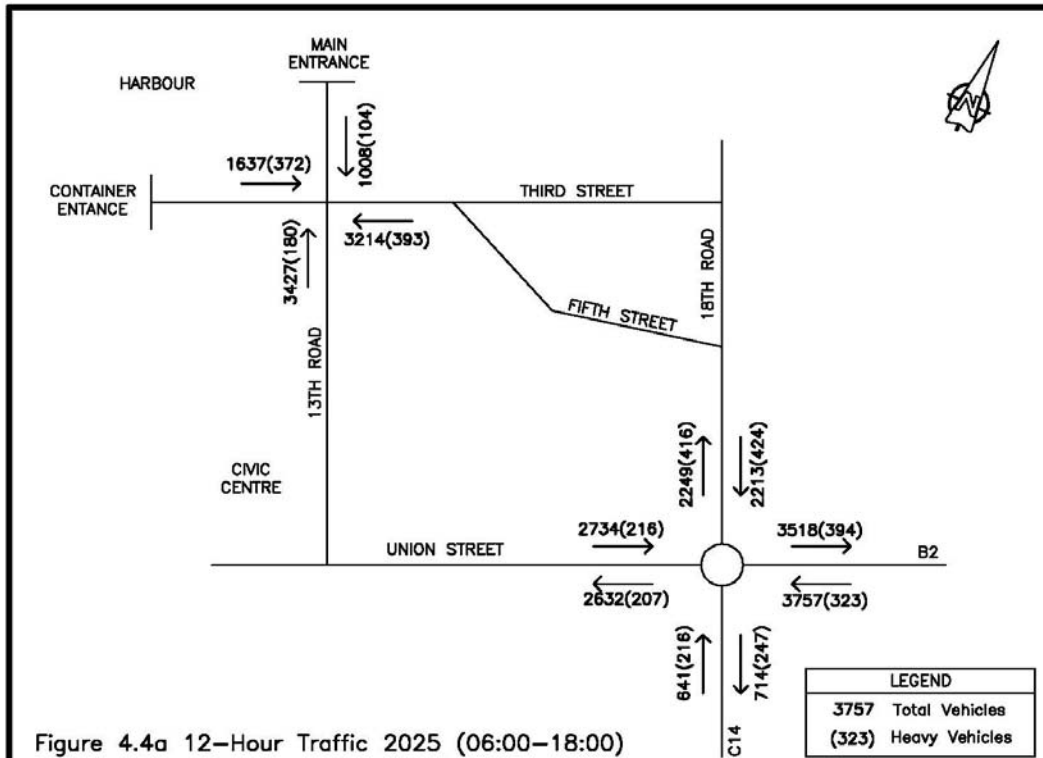 MAIN
ENTRANCE
HARBOUR
1008(104)
1637(372)
CONTAINER
ENTANCE
THIRD STREET
3214(393)
3427(180)
18TH ROAD
FIFTH STREET
13TH ROAD
CIVIC
CENTRE
2249(416)
2213(424)
2734(216)
3518(394)
UNION STREET
B2
2632(207)
3757(323)
641(216)
714(247)
C14
LEGEND
3757 Total Vehicles
(323) Heavy Vehicles
Figure 4.4a 12-Hour Traffic 2025 (06:00-18:00)
N